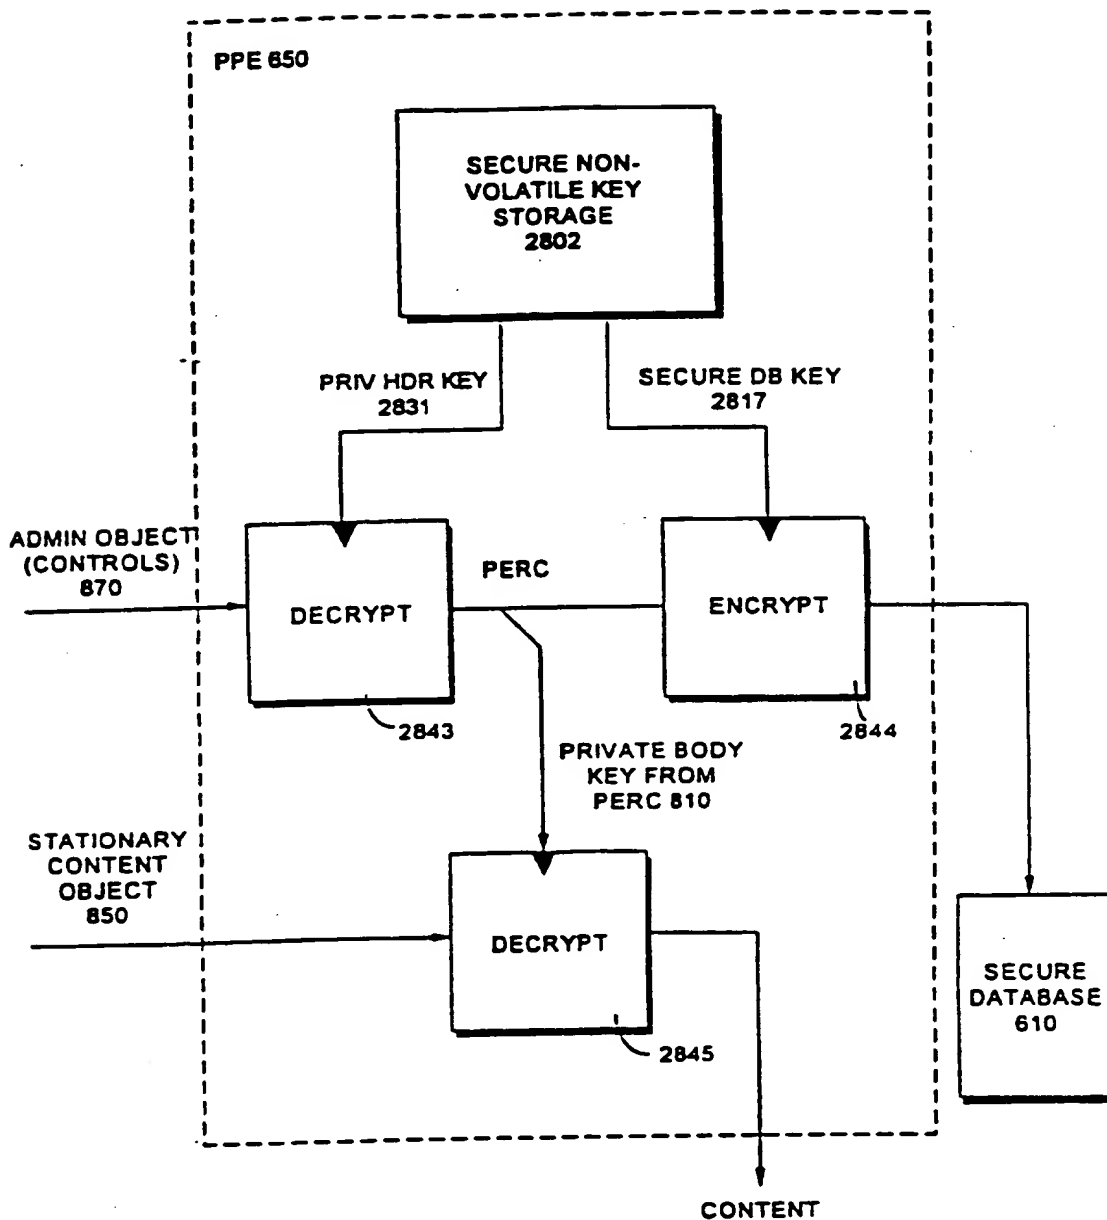 PPE 650
SECURE NON-
VOLATILE KEY
STORAGE
2802
PRIV HDR KEY
2831
SECURE DB KEY
2817
ADMIN OBJECT
(CONTROLS)
870
DECRYPT
PERC
ENCRYPT
2843
2844
PRIVATE BODY
KEY FROM
PERC 810
STATIONARY
CONTENT
OBJECT
850
DECRYPT
2845
SECURE
DATABASE
610
CONTENT